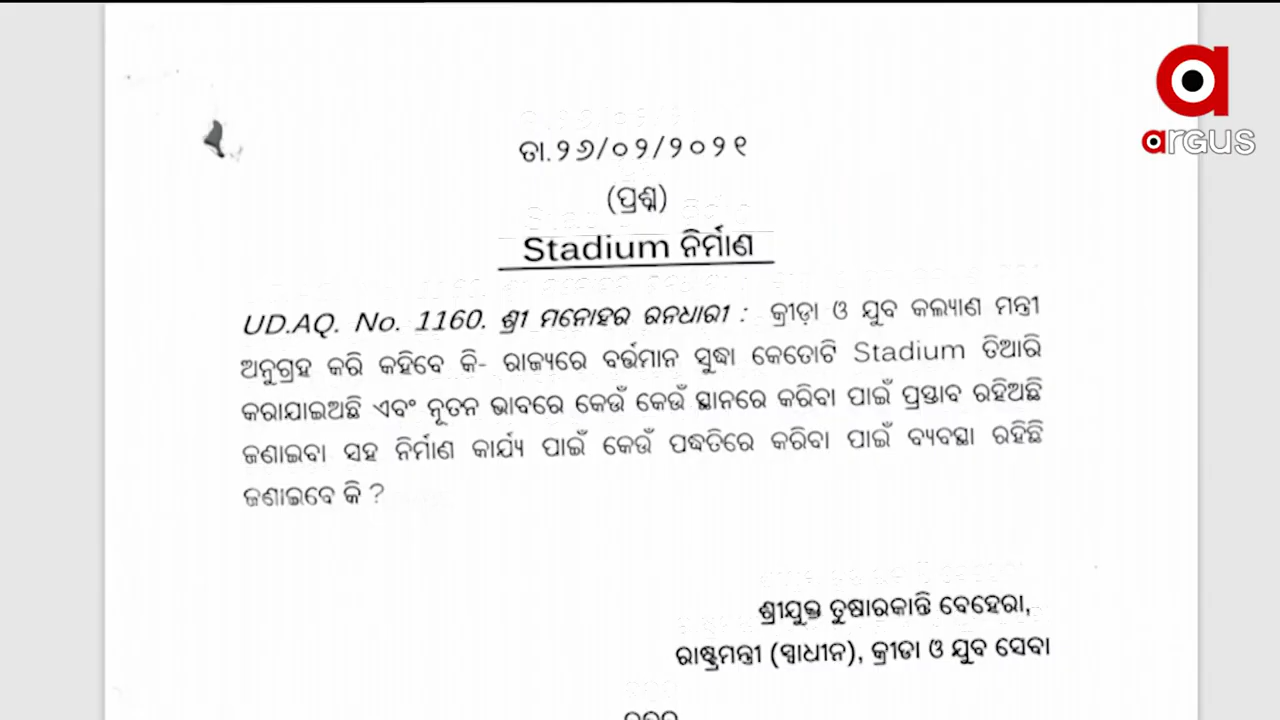 argus
ତା.୨୬/୦୨/୨୦୨୧
(ପ୍ରଶ୍ନ)
Stadium ନିର୍ମାଣ
UD.AQ. No. 1160. ଶ୍ରୀ ମନୋହର ରନଧାରୀ : କ୍ରୀଡ଼ା ଓ ଯୁବ କଲ୍ୟାଣ ମନ୍ତ୍ରୀ
ଅନୁଗ୍ରହ କରି କହିବେ କି- ରାଜ୍ୟରେ ବର୍ତ୍ତମାନ ସୁଦ୍ଧା କେତୋଟି Stadium ତିଆରି
କରାଯାଇଅଛି ଏବଂ ନୂତନ ଭାବରେ କେଉଁ କେଉଁ ସ୍ଥାନରେ କରିବା ପାଇଁ ପ୍ରସ୍ତାବ ରହିଅଛି
ଜଣାଇବା ସହ ନିର୍ମାଣ କାର୍ଯ୍ୟ ପାଇଁ କେଉଁ ପଦ୍ଧତିରେ କରିବା ପାଇଁ ବ୍ୟବସ୍ଥା ରହିଛି
ଜଣାଇବେ କି ?
ଶ୍ରୀଯୁକ୍ତ ତୁଷାରକାନ୍ତି ବେହେରା,
ରାଷ୍ଟ୍ରମନ୍ତ୍ରୀ (ସ୍ୱାଧୀନ), କ୍ରୀଡା ଓ ଯୁବ ସେବା